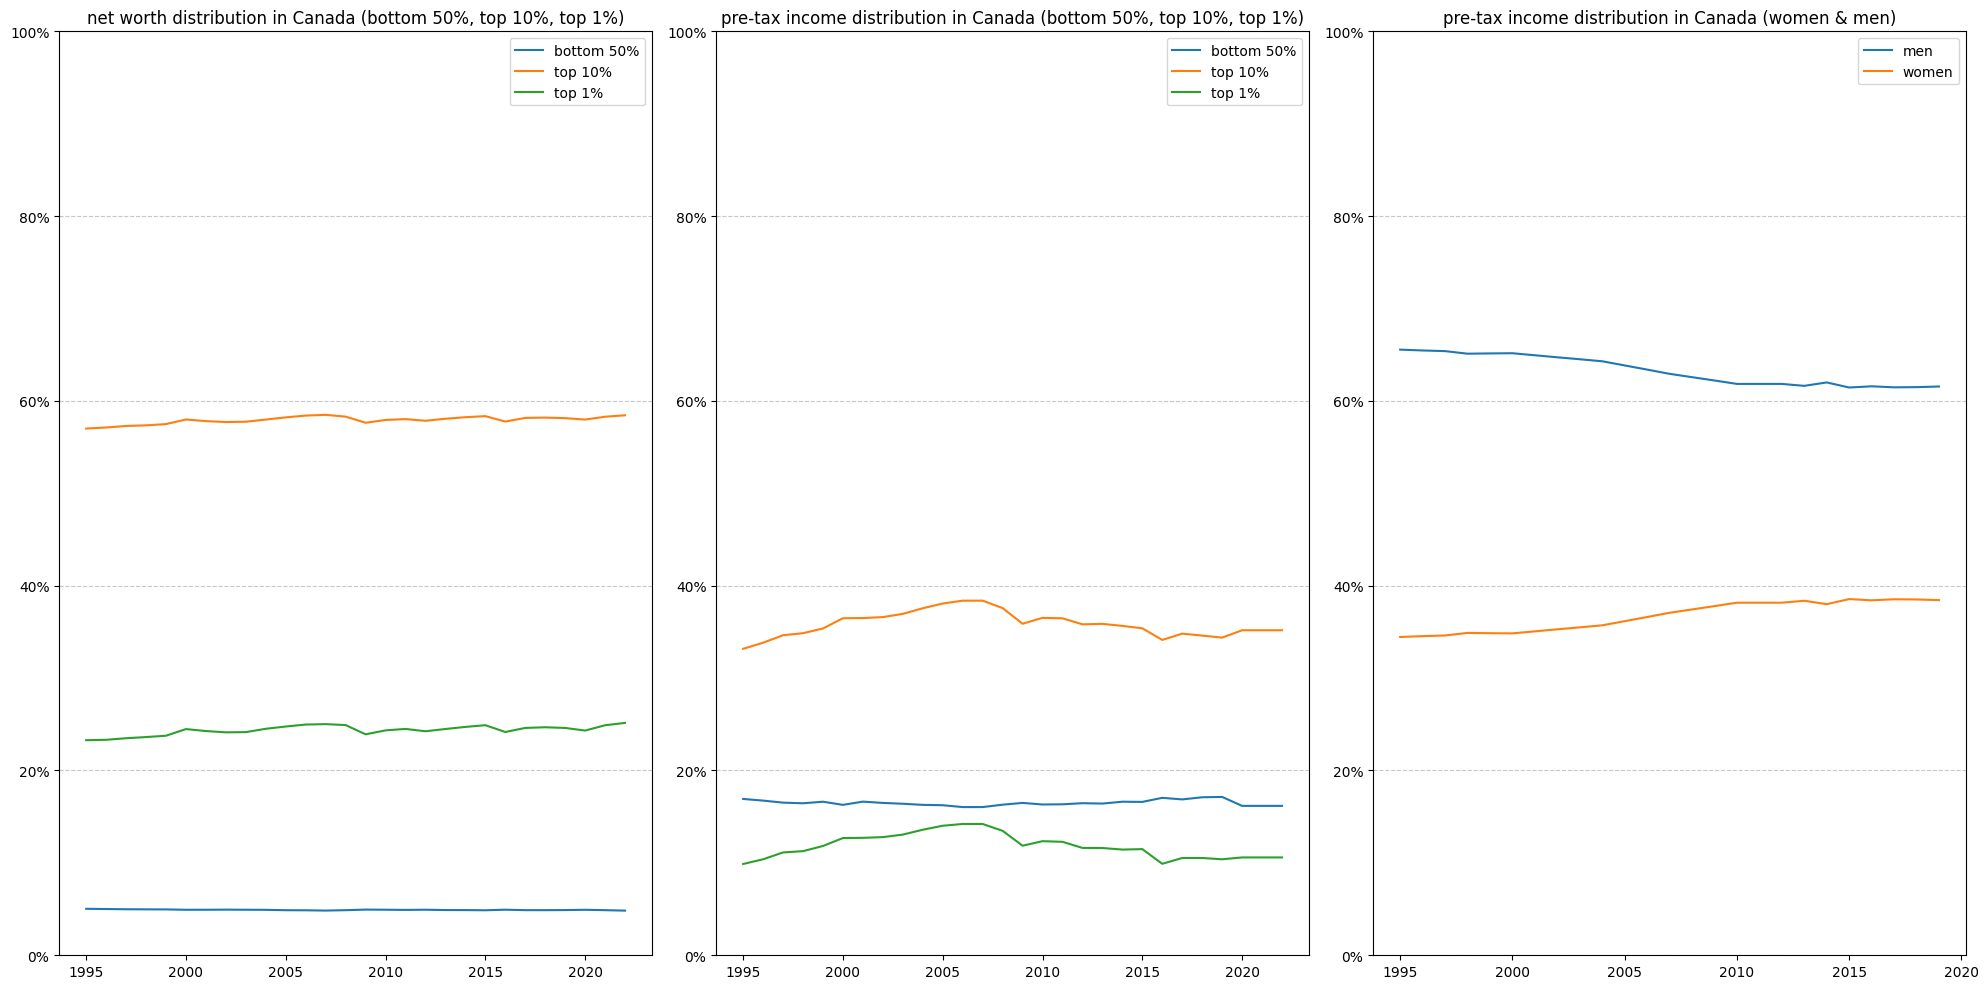 net worth distribution in Canada (bottom 50%, top 10%, top 1%)
100%
80%
60%
40%
20%
0%
1995 2000 2005 2010 2015 2020
bottom 50%
top 10%
top 1%
pre-tax income distribution in Canada (bottom 50%, top 10%, top 1%)
100%
80%
60%
40%
20%
0%
1995 2000 2005 2010 2015 2020
bottom 50%
top 10%
top 1%
pre-tax income distribution in Canada (women & men)
100%
80%
60%
40%
20%
0%
1995 2000 2005 2010 2015 2020
men
women